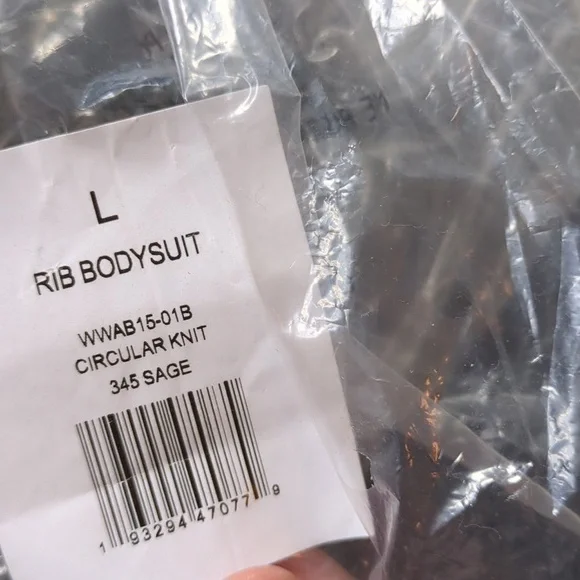 L
RIB BODYSUIT
WWAB15-01B
CIRCULAR KNIT
345 SAGE
1 93294 47077 9